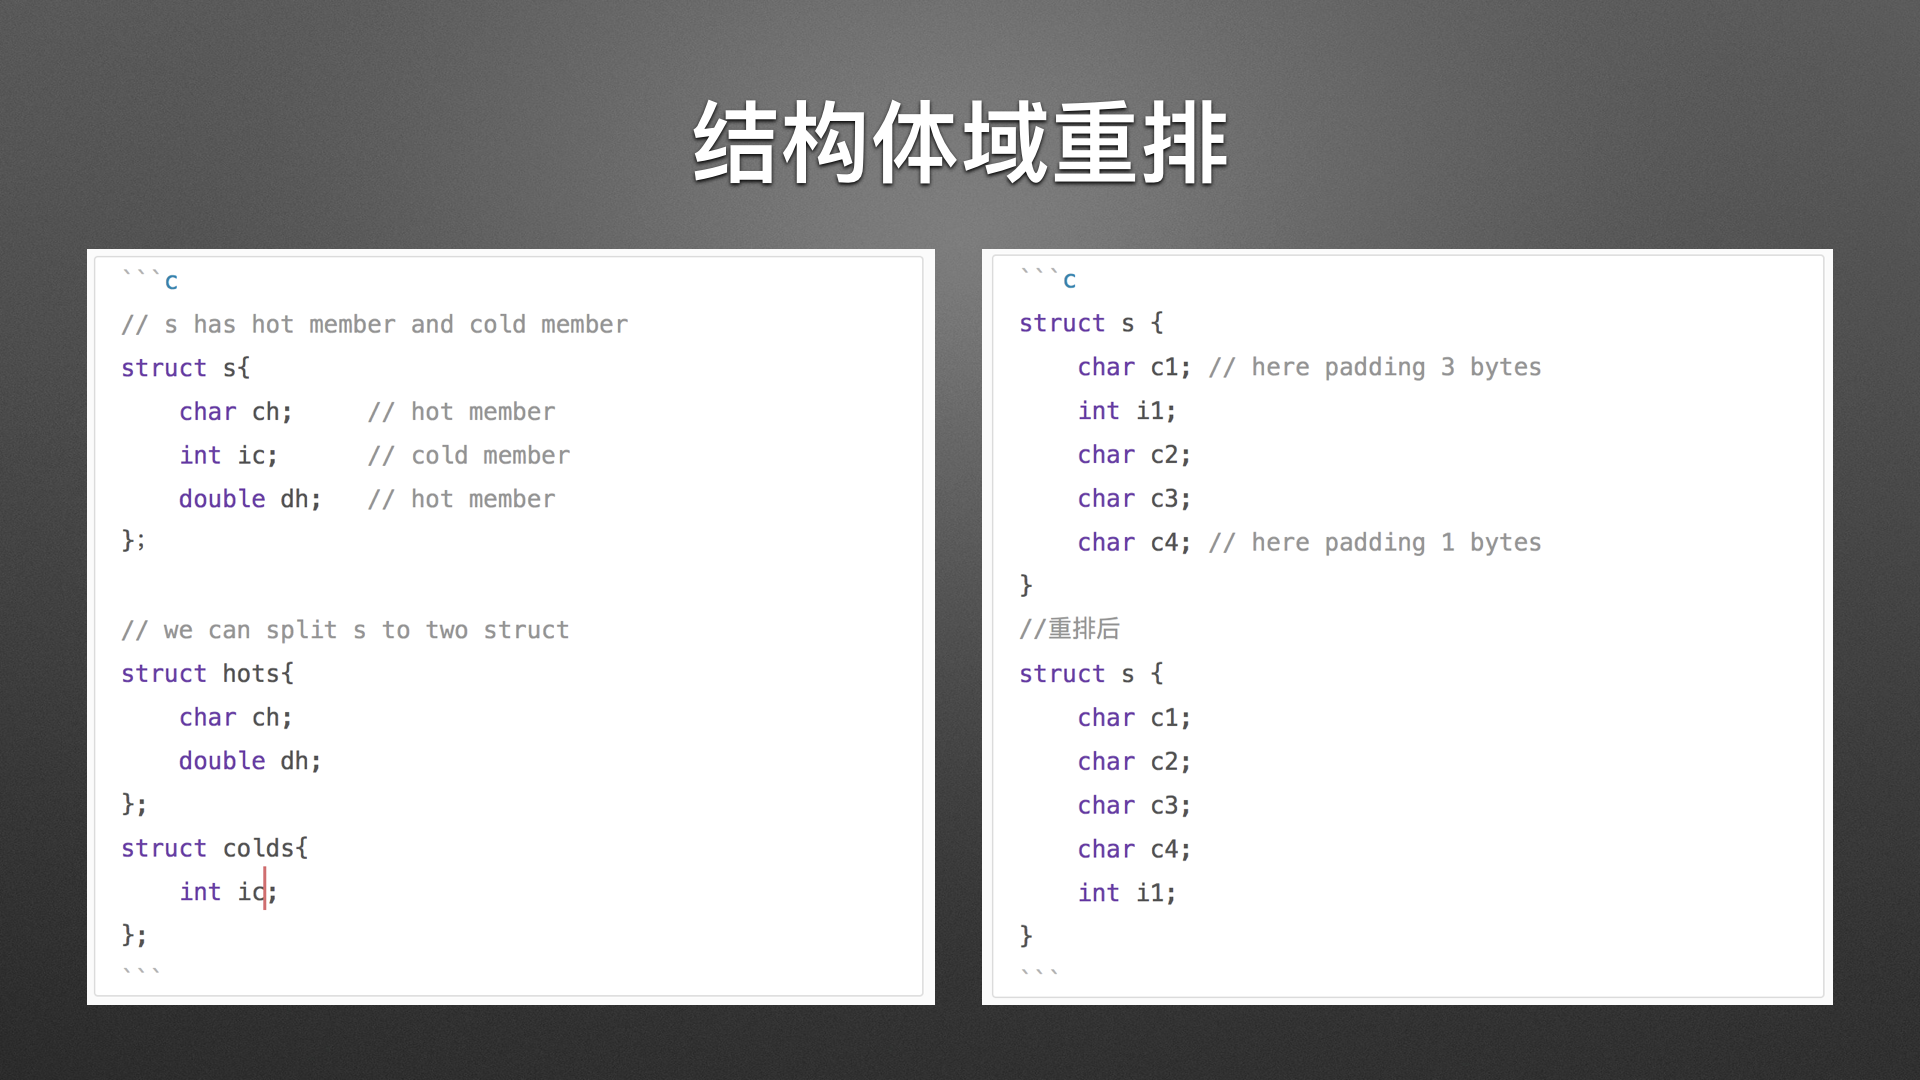 结构体域重排
```c
// s has hot member and cold member
struct s{
    char ch;     // hot member
    int ic;      // cold member
    double dh;   // hot member
};
// we can split s to two struct
struct hots{
    char ch;
    double dh;
};
struct colds{
    int ic;
};
```
```c
struct s {
    char c1; // here padding 3 bytes
    int i1;
    char c2;
    char c3;
    char c4; // here padding 1 bytes
}
//重排后
struct s {
    char c1;
    char c2;
    char c3;
    char c4;
    int i1;
}
```